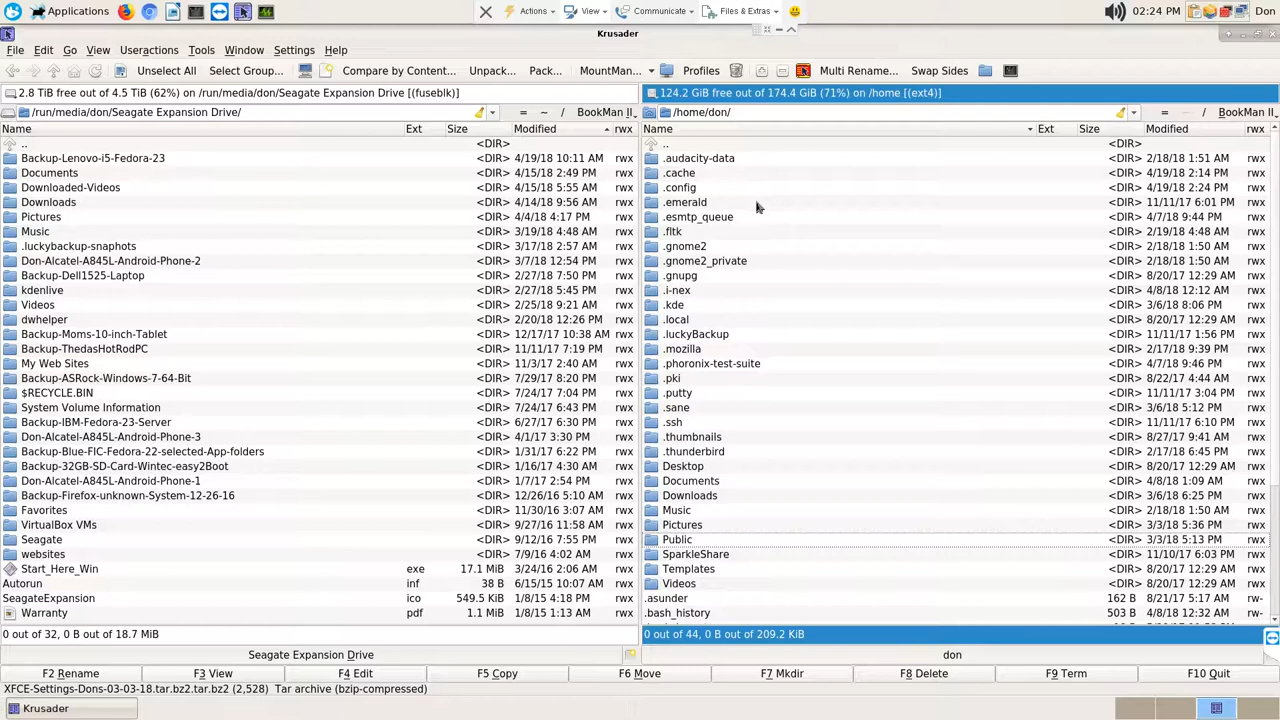 Applications Actions View Communicate Files & Extras 02:24 PM Don
Krusader
File Edit Go View Useractions Tools Window Settings Help
Unselect All Select Group... Compare by Content... Unpack... Pack... MountMan... Profiles Multi Rename... Swap Sides
2.8 TiB free out of 4.5 TiB (62%) on /run/media/don/Seagate Expansion Drive [(fuseblk)]
/run/media/don/Seagate Expansion Drive/ = ~ / BookMan II
Name Ext Size Modified rwx
.. <DIR>
Backup-Lenovo-i5-Fedora-23 <DIR> 4/19/18 10:11 AM rwx
Documents <DIR> 4/15/18 2:49 PM rwx
Downloaded-Videos <DIR> 4/15/18 5:55 AM rwx
Downloads <DIR> 4/14/18 9:56 AM rwx
Pictures <DIR> 4/4/18 4:17 PM rwx
Music <DIR> 3/19/18 4:48 AM rwx
.luckybackup-snaphots <DIR> 3/17/18 2:57 AM rwx
Don-Alcatel-A845L-Android-Phone-2 <DIR> 3/7/18 12:54 PM rwx
Backup-Dell1525-Laptop <DIR> 2/27/18 7:50 PM rwx
kdenlive <DIR> 2/27/18 5:45 PM rwx
Videos <DIR> 2/25/18 9:21 AM rwx
dwhelper <DIR> 2/20/18 12:26 PM rwx
Backup-Moms-10-inch-Tablet <DIR> 12/17/17 10:38 AM rwx
Backup-ThedasHotRodPC <DIR> 11/11/17 7:19 PM rwx
My Web Sites <DIR> 11/3/17 2:40 AM rwx
Backup-ASRock-Windows-7-64-Bit <DIR> 7/29/17 8:20 PM rwx
$RECYCLE.BIN <DIR> 7/24/17 7:04 PM rwx
System Volume Information <DIR> 7/24/17 6:43 PM rwx
Backup-IBM-Fedora-23-Server <DIR> 6/27/17 6:30 PM rwx
Don-Alcatel-A845L-Android-Phone-3 <DIR> 4/1/17 3:30 PM rwx
Backup-Blue-FIC-Fedora-22-selected-App-folders <DIR> 1/31/17 6:22 PM rwx
Backup-32GB-SD-Card-Wintec-easy2Boot <DIR> 1/16/17 4:30 AM rwx
Don-Alcatel-A845L-Android-Phone-1 <DIR> 1/7/17 2:54 PM rwx
Backup-Firefox-unknown-System-12-26-16 <DIR> 12/26/16 5:10 AM rwx
Favorites <DIR> 11/30/16 3:07 AM rwx
VirtualBox VMs <DIR> 9/27/16 11:58 AM rwx
Seagate <DIR> 9/12/16 7:55 PM rwx
websites <DIR> 7/9/16 4:02 AM rwx
Start_Here_Win exe 17.1 MiB 3/24/16 2:06 AM rwx
Autorun inf 38 B 6/15/15 10:07 AM rwx
SeagateExpansion ico 549.5 KiB 1/8/15 4:18 PM rwx
Warranty pdf 1.1 MiB 1/8/15 1:13 AM rwx
0 out of 32, 0 B out of 18.7 MiB
Seagate Expansion Drive
124.2 GiB free out of 174.4 GiB (71%) on /home [(ext4)]
/home/don/ = ~ / BookMan II
Name Ext Size Modified rwx
.. <DIR>
.audacity-data <DIR> 2/18/18 1:51 AM rwx
.cache <DIR> 4/19/18 2:14 PM rwx
.config <DIR> 4/19/18 2:24 PM rwx
.emerald <DIR> 11/11/17 6:01 PM rwx
.esmtp_queue <DIR> 4/7/18 9:44 PM rwx
.fltk <DIR> 2/19/18 4:48 AM rwx
.gnome2 <DIR> 2/18/18 1:50 AM rwx
.gnome2_private <DIR> 2/18/18 1:50 AM rwx
.gnupg <DIR> 8/20/17 12:29 AM rwx
.i-nex <DIR> 4/8/18 12:12 AM rwx
.kde <DIR> 3/6/18 8:06 PM rwx
.local <DIR> 8/20/17 12:29 AM rwx
.luckyBackup <DIR> 11/11/17 1:56 PM rwx
.mozilla <DIR> 2/17/18 9:39 PM rwx
.phoronix-test-suite <DIR> 4/7/18 9:46 PM rwx
.pki <DIR> 8/22/17 4:44 AM rwx
.putty <DIR> 11/11/17 3:04 PM rwx
.sane <DIR> 3/6/18 5:12 PM rwx
.ssh <DIR> 11/11/17 6:10 PM rwx
.thumbnails <DIR> 8/27/17 9:41 AM rwx
.thunderbird <DIR> 2/17/18 6:45 PM rwx
Desktop <DIR> 8/20/17 12:29 AM rwx
Documents <DIR> 4/8/18 1:09 AM rwx
Downloads <DIR> 3/6/18 6:25 PM rwx
Music <DIR> 2/18/18 1:50 AM rwx
Pictures <DIR> 3/3/18 5:36 PM rwx
Public <DIR> 3/3/18 5:13 PM rwx
SparkleShare <DIR> 11/10/17 6:03 PM rwx
Templates <DIR> 8/20/17 12:29 AM rwx
Videos <DIR> 8/20/17 12:29 AM rwx
.asunder 162 B 8/21/17 5:17 AM rw-
.bash_history 503 B 4/8/18 12:32 AM rw-
0 out of 44, 0 B out of 209.2 KiB
don
F2 Rename F3 View F4 Edit F5 Copy F6 Move F7 Mkdir F8 Delete F9 Term F10 Quit
XFCE-Settings-Dons-03-03-18.tar.bz2.tar.bz2 (2,528) Tar archive (bzip-compressed)
Krusader